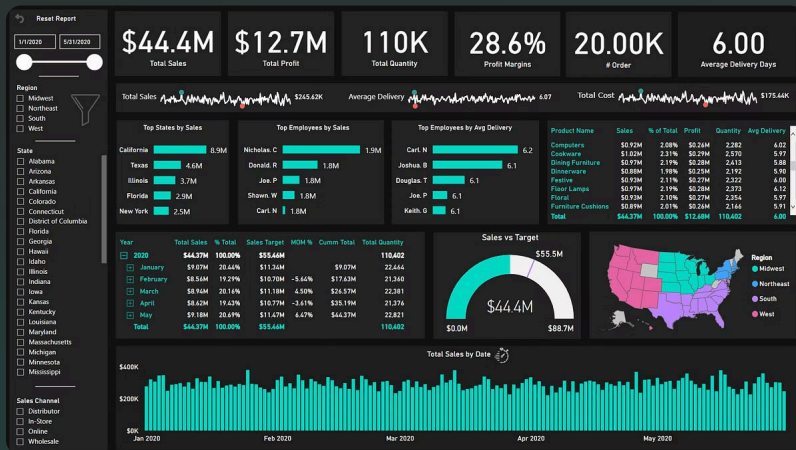 Reset Report
1/1/2020 5/31/2020
Region
Midwest
Northeast
South
West
State
Alabama
Arizona
Arkansas
California
Colorado
Connecticut
District of Columbia
Florida
Georgia
Hawaii
Idaho
Illinois
Indiana
Iowa
Kansas
Kentucky
Louisiana
Maryland
Massachusetts
Michigan
Minnesota
Mississippi
Sales Channel
Distributor
In-Store
Online
Wholesale
$44.4M
Total Sales
$12.7M
Total Profit
110K
Total Quantity
28.6%
Profit Margins
20.00K
# Order
6.00
Average Delivery Days
Total Sales $245.62K
Average Delivery 6.07
Total Cost $175.44K
Top States by Sales
California 8.9M
Texas 4.6M
Illinois 3.7M
Florida 2.9M
New York 2.5M
Top Employees by Sales
Nicholas. C 1.9M
Donald. R 1.8M
Joe. P 1.8M
Shawn. W 1.8M
Carl. N 1.8M
Top Employees by Avg Delivery
Carl. N 6.2
Joshua. B 6.1
Douglas. T 6.1
Joe. P 6.1
Keith. G 6.1
Product Name Sales % of Total Profit Quantity Avg Delivery
Computers $0.92M 2.08% $0.26M 2,282 6.02
Cookware $1.02M 2.31% $0.29M 2,570 5.97
Dining Furniture $0.97M 2.19% $0.28M 2,413 5.88
Dinnerware $0.88M 1.98% $0.25M 2,192 5.90
Festive $0.93M 2.11% $0.27M 2,322 6.00
Floor Lamps $0.97M 2.19% $0.28M 2,373 6.12
Floral $0.93M 2.10% $0.27M 2,354 5.97
Furniture Cushions $0.89M 2.01% $0.26M 2,166 5.91
Total $44.37M 100.00% $12.68M 110,402 6.00
Year Total Sales % Total Sales Target MOM % Cumm Total Total Quantity
2020 $44.37M 100.00% $55.46M 110,402
January $9.07M 20.44% $11.34M $9.07M 22,464
February $8.56M 19.29% $10.70M -5.66% $17.63M 21,360
March $8.94M 20.16% $11.18M 4.50% $26.57M 22,381
April $8.62M 19.43% $10.77M -3.61% $35.19M 21,376
May $9.18M 20.69% $11.47M 6.47% $44.37M 22,821
Total $44.37M 100.00% $55.46M 110,402
Sales vs Target
$55.5M
$44.4M
$0.0M $88.7M
Region
Midwest
Northeast
South
West
Total Sales by Date
$400K
$200K
$0K
Jan 2020 Feb 2020 Mar 2020 Apr 2020 May 2020